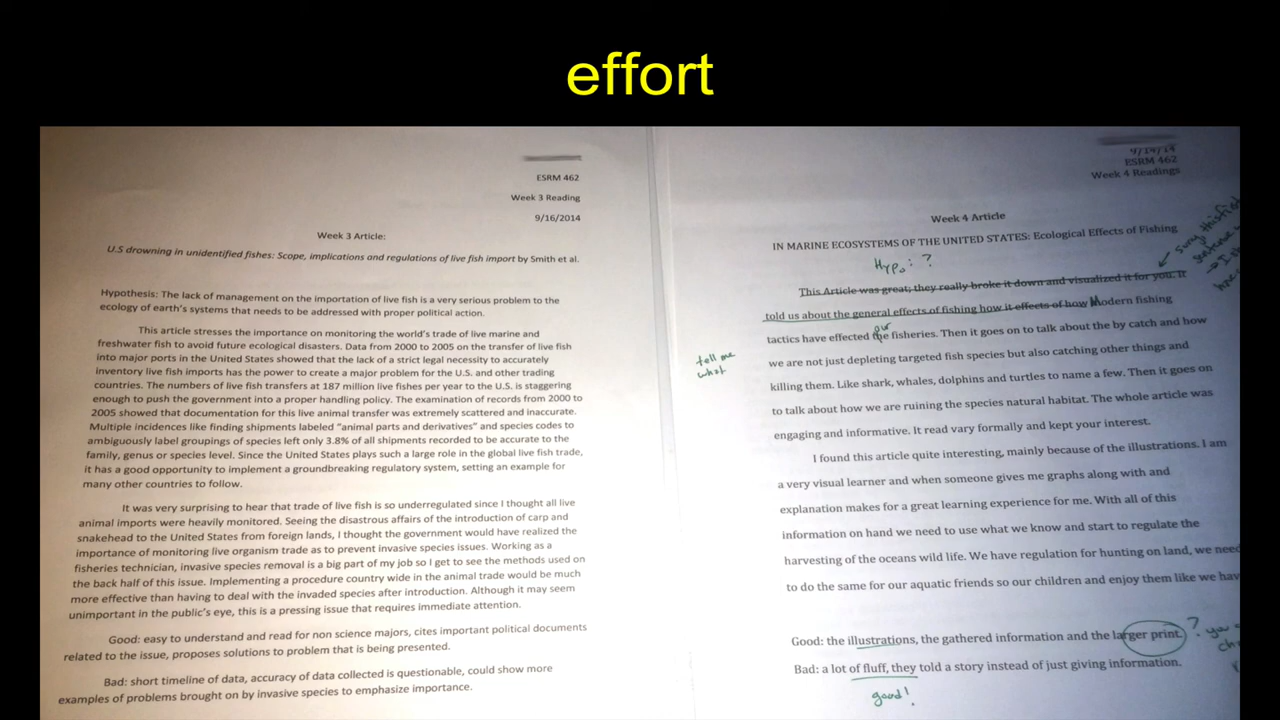 effort
ESRM 462
Week 3 Reading
9/16/2014
Week 3 Article:
U.S drowning in unidentified fishes: Scope, implications and regulations of live fish import by Smith et al.
Hypothesis: The lack of management on the importation of live fish is a very serious problem to the
ecology of earth's systems that needs to be addressed with proper political action.
This article stresses the importance on monitoring the world's trade of live marine and
freshwater fish to avoid future ecological disasters. Data from 2000 to 2005 on the transfer of live fish
into major ports in the United States showed that the lack of a strict legal necessity to accurately
inventory live fish imports has the power to create a major problem for the U.S. and other trading
countries. The numbers of live fish transfers at 187 million live fishes per year to the U.S. is staggering
enough to push the government into a proper handling policy. The examination of records from 2000 to
2005 showed that documentation for this live animal transfer was extremely scattered and inaccurate.
Multiple incidences like finding shipments labeled "animal parts and derivatives" and species codes to
ambiguously label groupings of species left only 3.8% of all shipments recorded to be accurate to the
family, genus or species level. Since the United States plays such a large role in the global live fish trade,
it has a good opportunity to implement a groundbreaking regulatory system, setting an example for
many other countries to follow.
It was very surprising to hear that trade of live fish is so underregulated since I thought all live
animal imports were heavily monitored. Seeing the disastrous affairs of the introduction of carp and
snakehead to the United States from foreign lands, I thought the government would have realized the
importance of monitoring live organism trade as to prevent invasive species issues. Working as a
fisheries technician, invasive species removal is a big part of my job so I get to see the methods used on
the back half of this issue. Implementing a procedure country wide in the animal trade would be much
more effective than having to deal with the invaded species after introduction. Although it may seem
unimportant in the public's eye, this is a pressing issue that requires immediate attention.
Good: easy to understand and read for non science majors, cites important political documents
related to the issue, proposes solutions to problem that is being presented.
Bad: short timeline of data, accuracy of data collected is questionable, could show more
examples of problems brought on by invasive species to emphasize importance.
ESRM 462
Week 4 Readings
Week 4 Article
IN MARINE ECOSYSTEMS OF THE UNITED STATES: Ecological Effects of Fishing
Hypo: ?
This Article was great; they really broke it down and visualized it for you. It
told us about the general effects of fishing how it effects of how Modern fishing
our
tactics have effected the fisheries. Then it goes on to talk about the by catch and how
tell me
what
we are not just depleting targeted fish species but also catching other things and
killing them. Like shark, whales, dolphins and turtles to name a few. Then it goes on
to talk about how we are ruining the species natural habitat. The whole article was
engaging and informative. It read vary formally and kept your interest.
I found this article quite interesting, mainly because of the illustrations. I am
a very visual learner and when someone gives me graphs along with and
explanation makes for a great learning experience for me. With all of this
information on hand we need to use what we know and start to regulate the
harvesting of the oceans wild life. We have regulation for hunting on land, we need
to do the same for our aquatic friends so our children and enjoy them like we hav
Good: the illustrations, the gathered information and the larger print. ? you
Bad: a lot of fluff, they told a story instead of just giving information.
good!